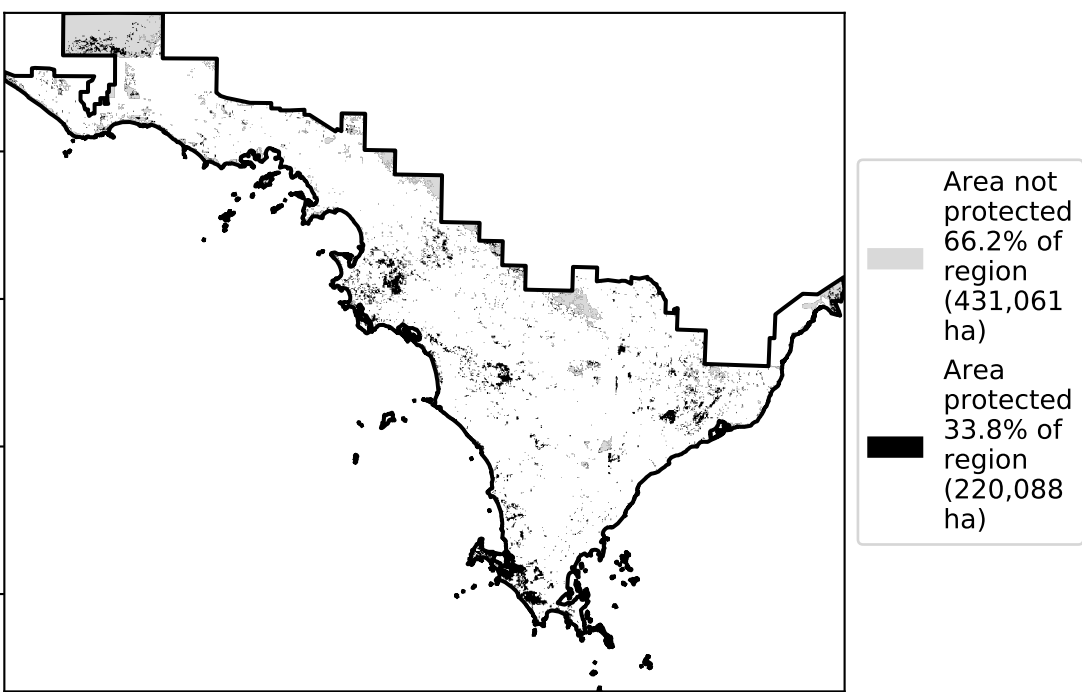 Area not
protected
66.2% of
region
(431,061
ha)
Area
protected
33.8% of
region
(220,088
ha)